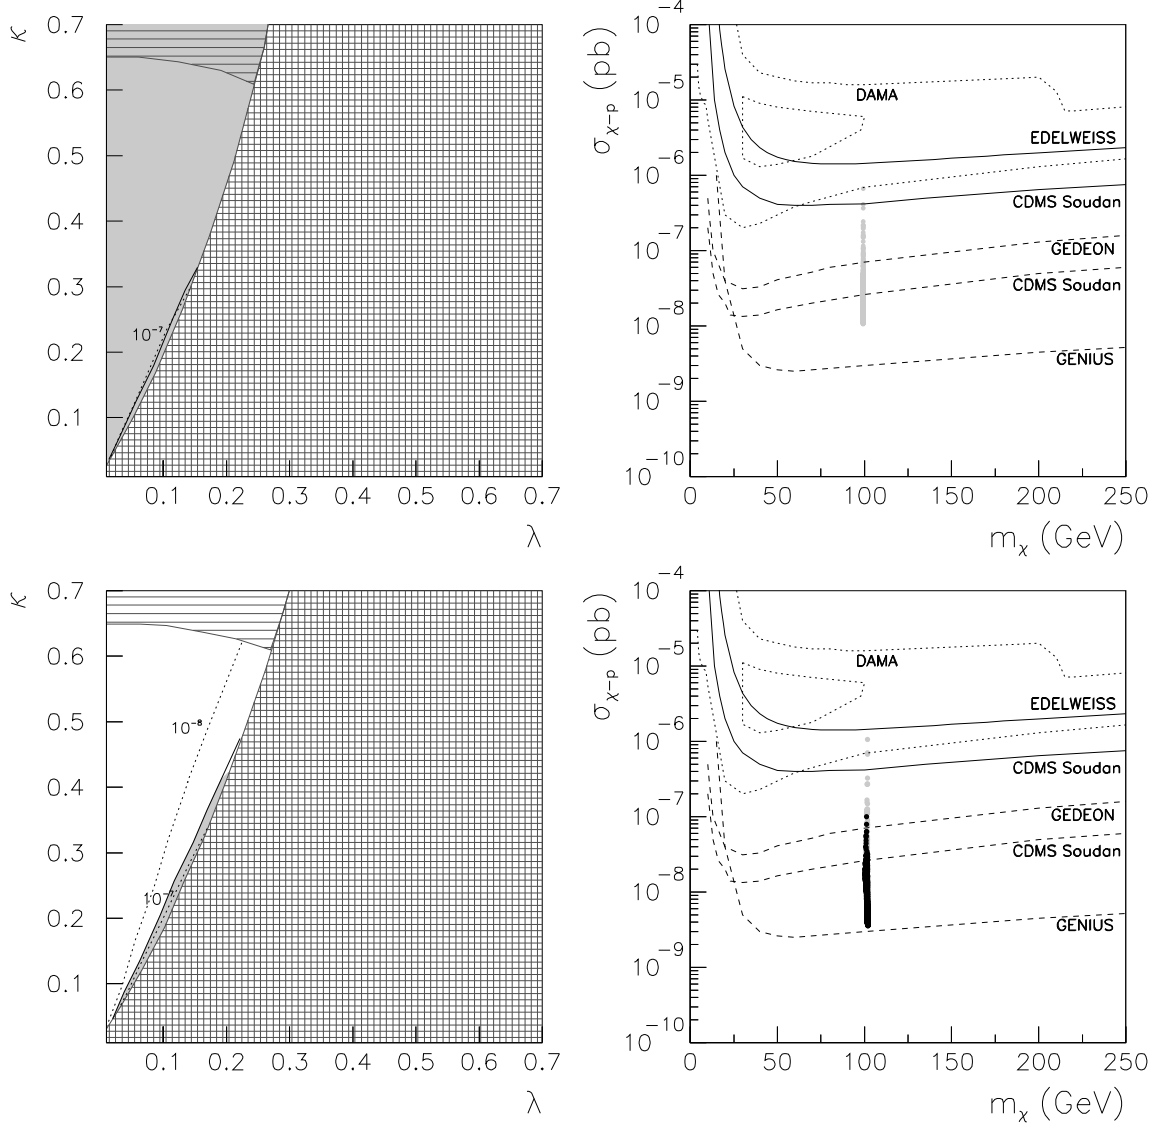 κ
0.7
0.6
0.5
0.4
0.3
0.2
0.1
10⁻⁷
0.1 0.2 0.3 0.4 0.5 0.6 0.7
λ
σχ−p (pb)
10⁻⁴
10⁻⁵
10⁻⁶
10⁻⁷
10⁻⁸
10⁻⁹
10⁻¹⁰
DAMA
EDELWEISS
CDMS Soudan
GEDEON
CDMS Soudan
GENIUS
0 50 100 150 200 250
mχ (GeV)
κ
0.7
0.6
0.5
0.4
0.3
0.2
0.1
10⁻⁸
10⁻⁷
0.1 0.2 0.3 0.4 0.5 0.6 0.7
λ
σχ−p (pb)
10⁻⁴
10⁻⁵
10⁻⁶
10⁻⁷
10⁻⁸
10⁻⁹
10⁻¹⁰
DAMA
EDELWEISS
CDMS Soudan
GEDEON
CDMS Soudan
GENIUS
0 50 100 150 200 250
mχ (GeV)